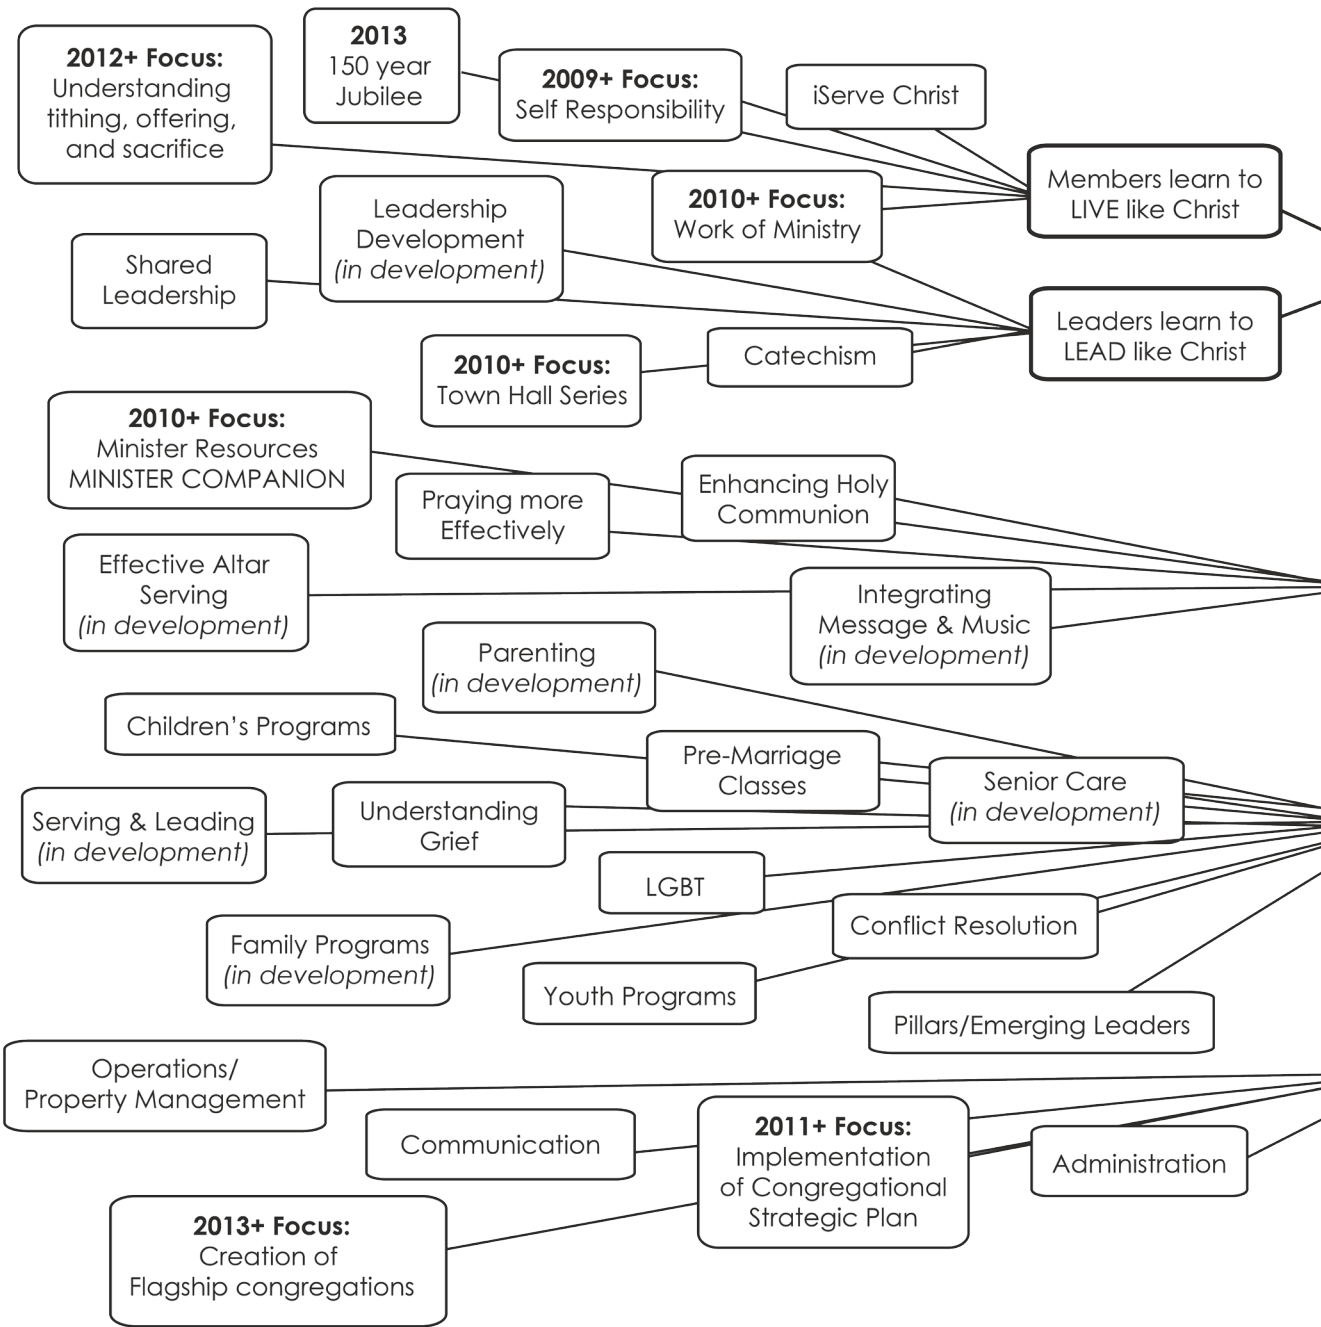 2012+ Focus:
Understanding
tithing, offering,
and sacrifice
2013
150 year
Jubilee
2009+ Focus:
Self Responsibility
iServe Christ
Members learn to
LIVE like Christ
2010+ Focus:
Work of Ministry
Leadership
Development
(in development)
Shared
Leadership
Leaders learn to
LEAD like Christ
Catechism
2010+ Focus:
Town Hall Series
2010+ Focus:
Minister Resources
MINISTER COMPANION
Praying more
Effectively
Enhancing Holy
Communion
Effective Altar
Serving
(in development)
Integrating
Message & Music
(in development)
Parenting
(in development)
Children’s Programs
Pre-Marriage
Classes
Senior Care
(in development)
Serving & Leading
(in development)
Understanding
Grief
LGBT
Conflict Resolution
Family Programs
(in development)
Youth Programs
Pillars/Emerging Leaders
Operations/
Property Management
Communication
2011+ Focus:
Implementation
of Congregational
Strategic Plan
Administration
2013+ Focus:
Creation of
Flagship congregations